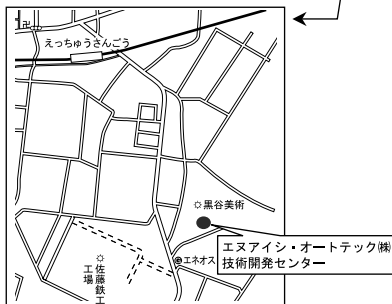 えっちゅうさんごう
黒谷美術
エヌアイシ・オートテック㈱
技術開発センター
エネオス
佐藤鉄工
工場